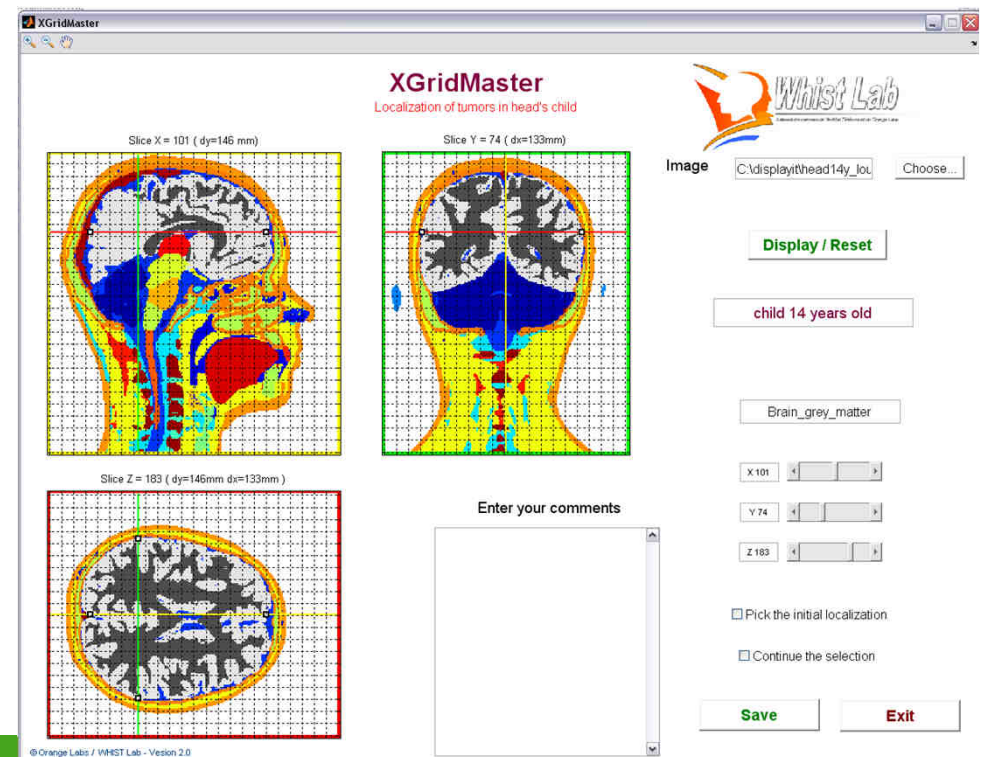 XGridMaster
XGridMaster
Localization of tumors in head's child
Whist Lab
Slice X = 101 ( dy=146 mm)
Slice Y = 74 ( dx=133mm)
Image
C:\displayit\head14y_lou
Choose...
Display / Reset
child 14 years old
Brain_grey_matter
X 101
Y 74
Z 183
Slice Z = 183 ( dy=146mm dx=133mm )
Enter your comments
Pick the initial localization
Continue the selection
Save
Exit
© Orange Labs / WHIST Lab - Vesion 2.0